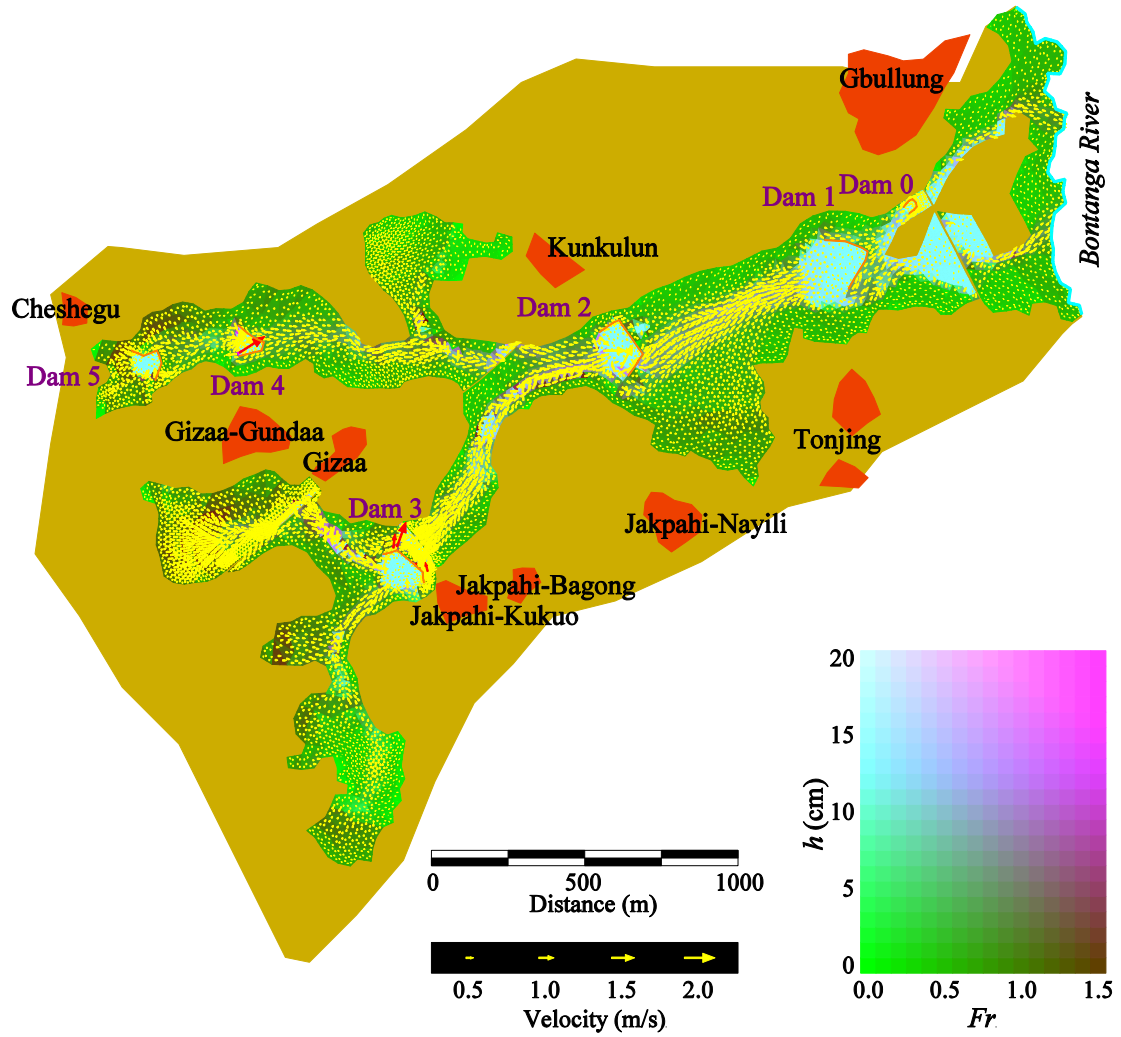 Gbullung
Bontanga River
Dam 1
Dam 0
Kunkulun
Dam 2
Cheshegu
Dam 5
Dam 4
Gizaa-Gundaa
Gizaa
Tonjing
Dam 3
Jakpahi-Nayili
Jakpahi-Bagong
Jakpahi-Kukuo
0 500 1000
Distance (m)
0.5 1.0 1.5 2.0
Velocity (m/s)
20
15
10
5
0
h (cm)
0.0 0.5 1.0 1.5
Fr